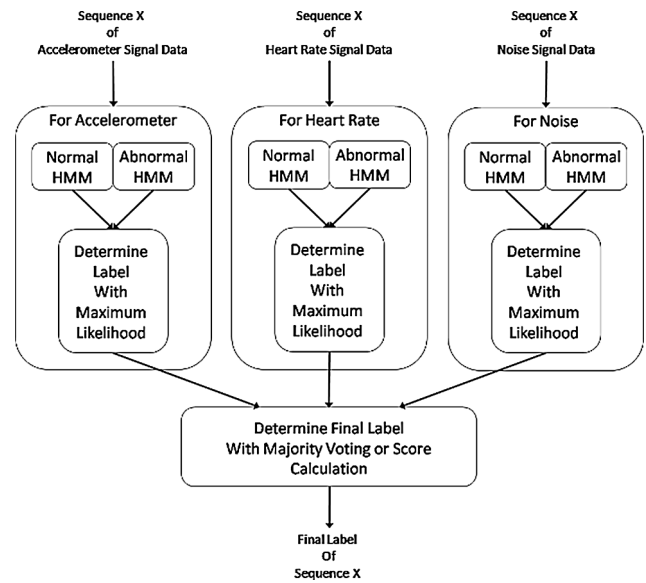 Sequence X
of
Accelerometer Signal Data
Sequence X
of
Heart Rate Signal Data
Sequence X
of
Noise Signal Data
For Accelerometer
Normal
HMM
Abnormal
HMM
Determine
Label
With
Maximum
Likelihood
For Heart Rate
Normal
HMM
Abnormal
HMM
Determine
Label
With
Maximum
Likelihood
For Noise
Normal
HMM
Abnormal
HMM
Determine
Label
With
Maximum
Likelihood
Determine Final Label
With Majority Voting or Score
Calculation
Final Label
Of
Sequence X